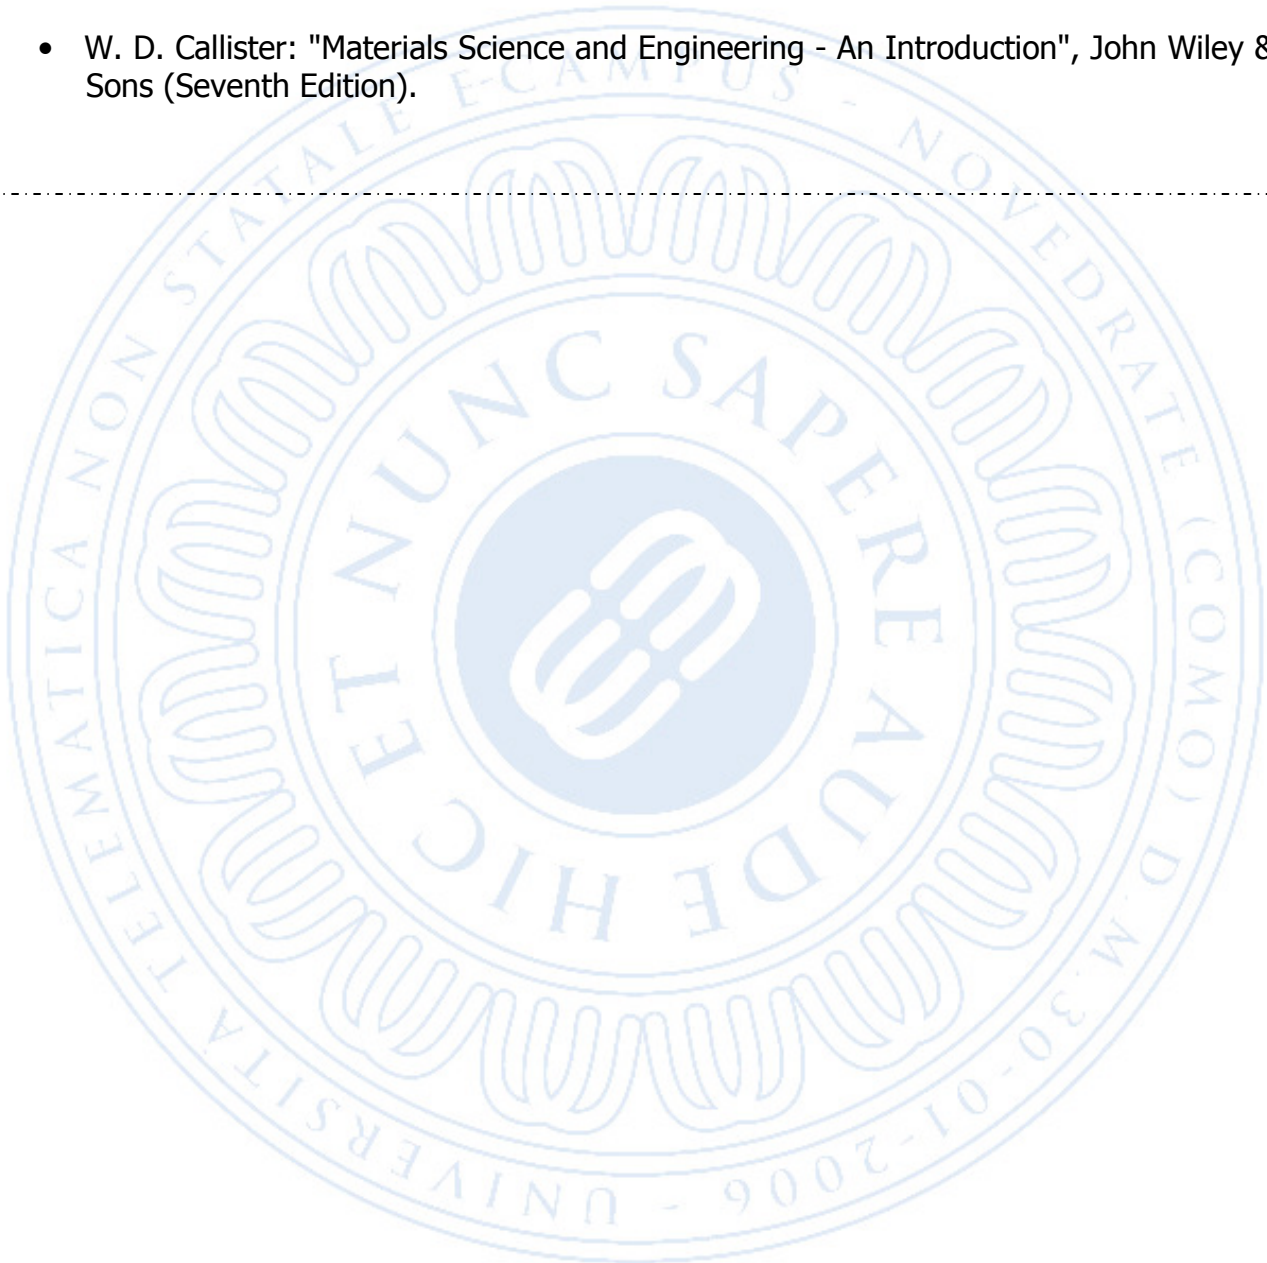 • W. D. Callister: "Materials Science and Engineering - An Introduction", John Wiley &
Sons (Seventh Edition).
UNIVERSITÀ TELEMATICA NON STATALE E-CAMPUS - NOVEDRATE (COMO) D.M. 30-01-2006 -
HIC ET NUNC SAPERE AUDE